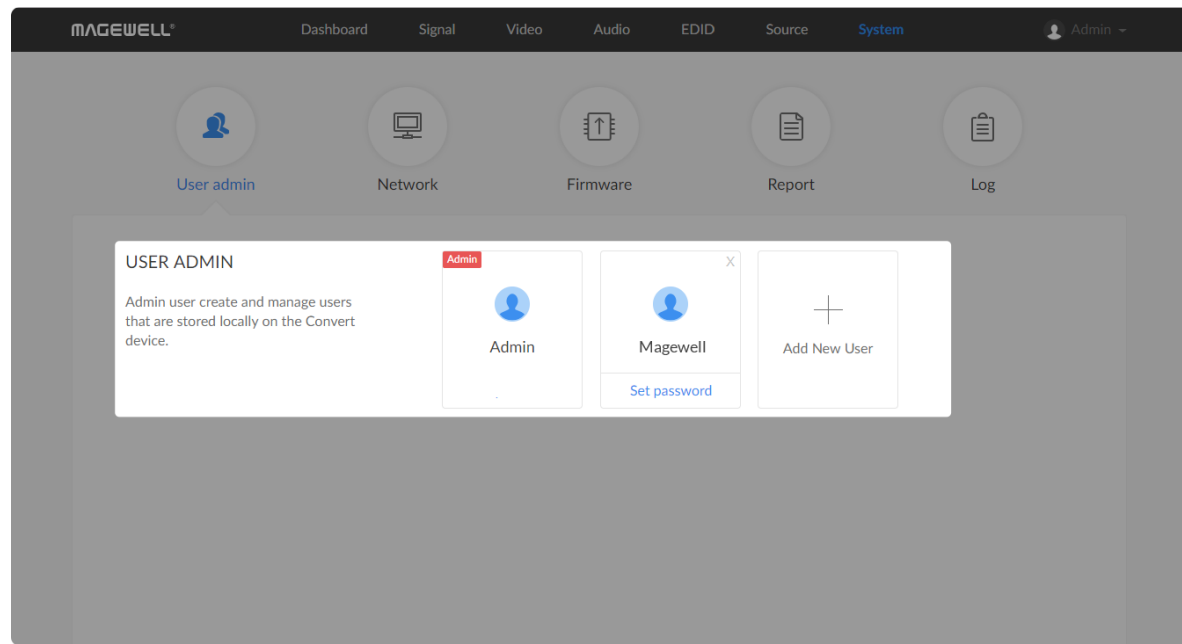 MAGEWELL® Dashboard Signal Video Audio EDID Source System Admin
User admin Network Firmware Report Log
USER ADMIN
Admin user create and manage users
that are stored locally on the Convert
device.
Admin
Admin
X
Magewell
Set password
Add New User